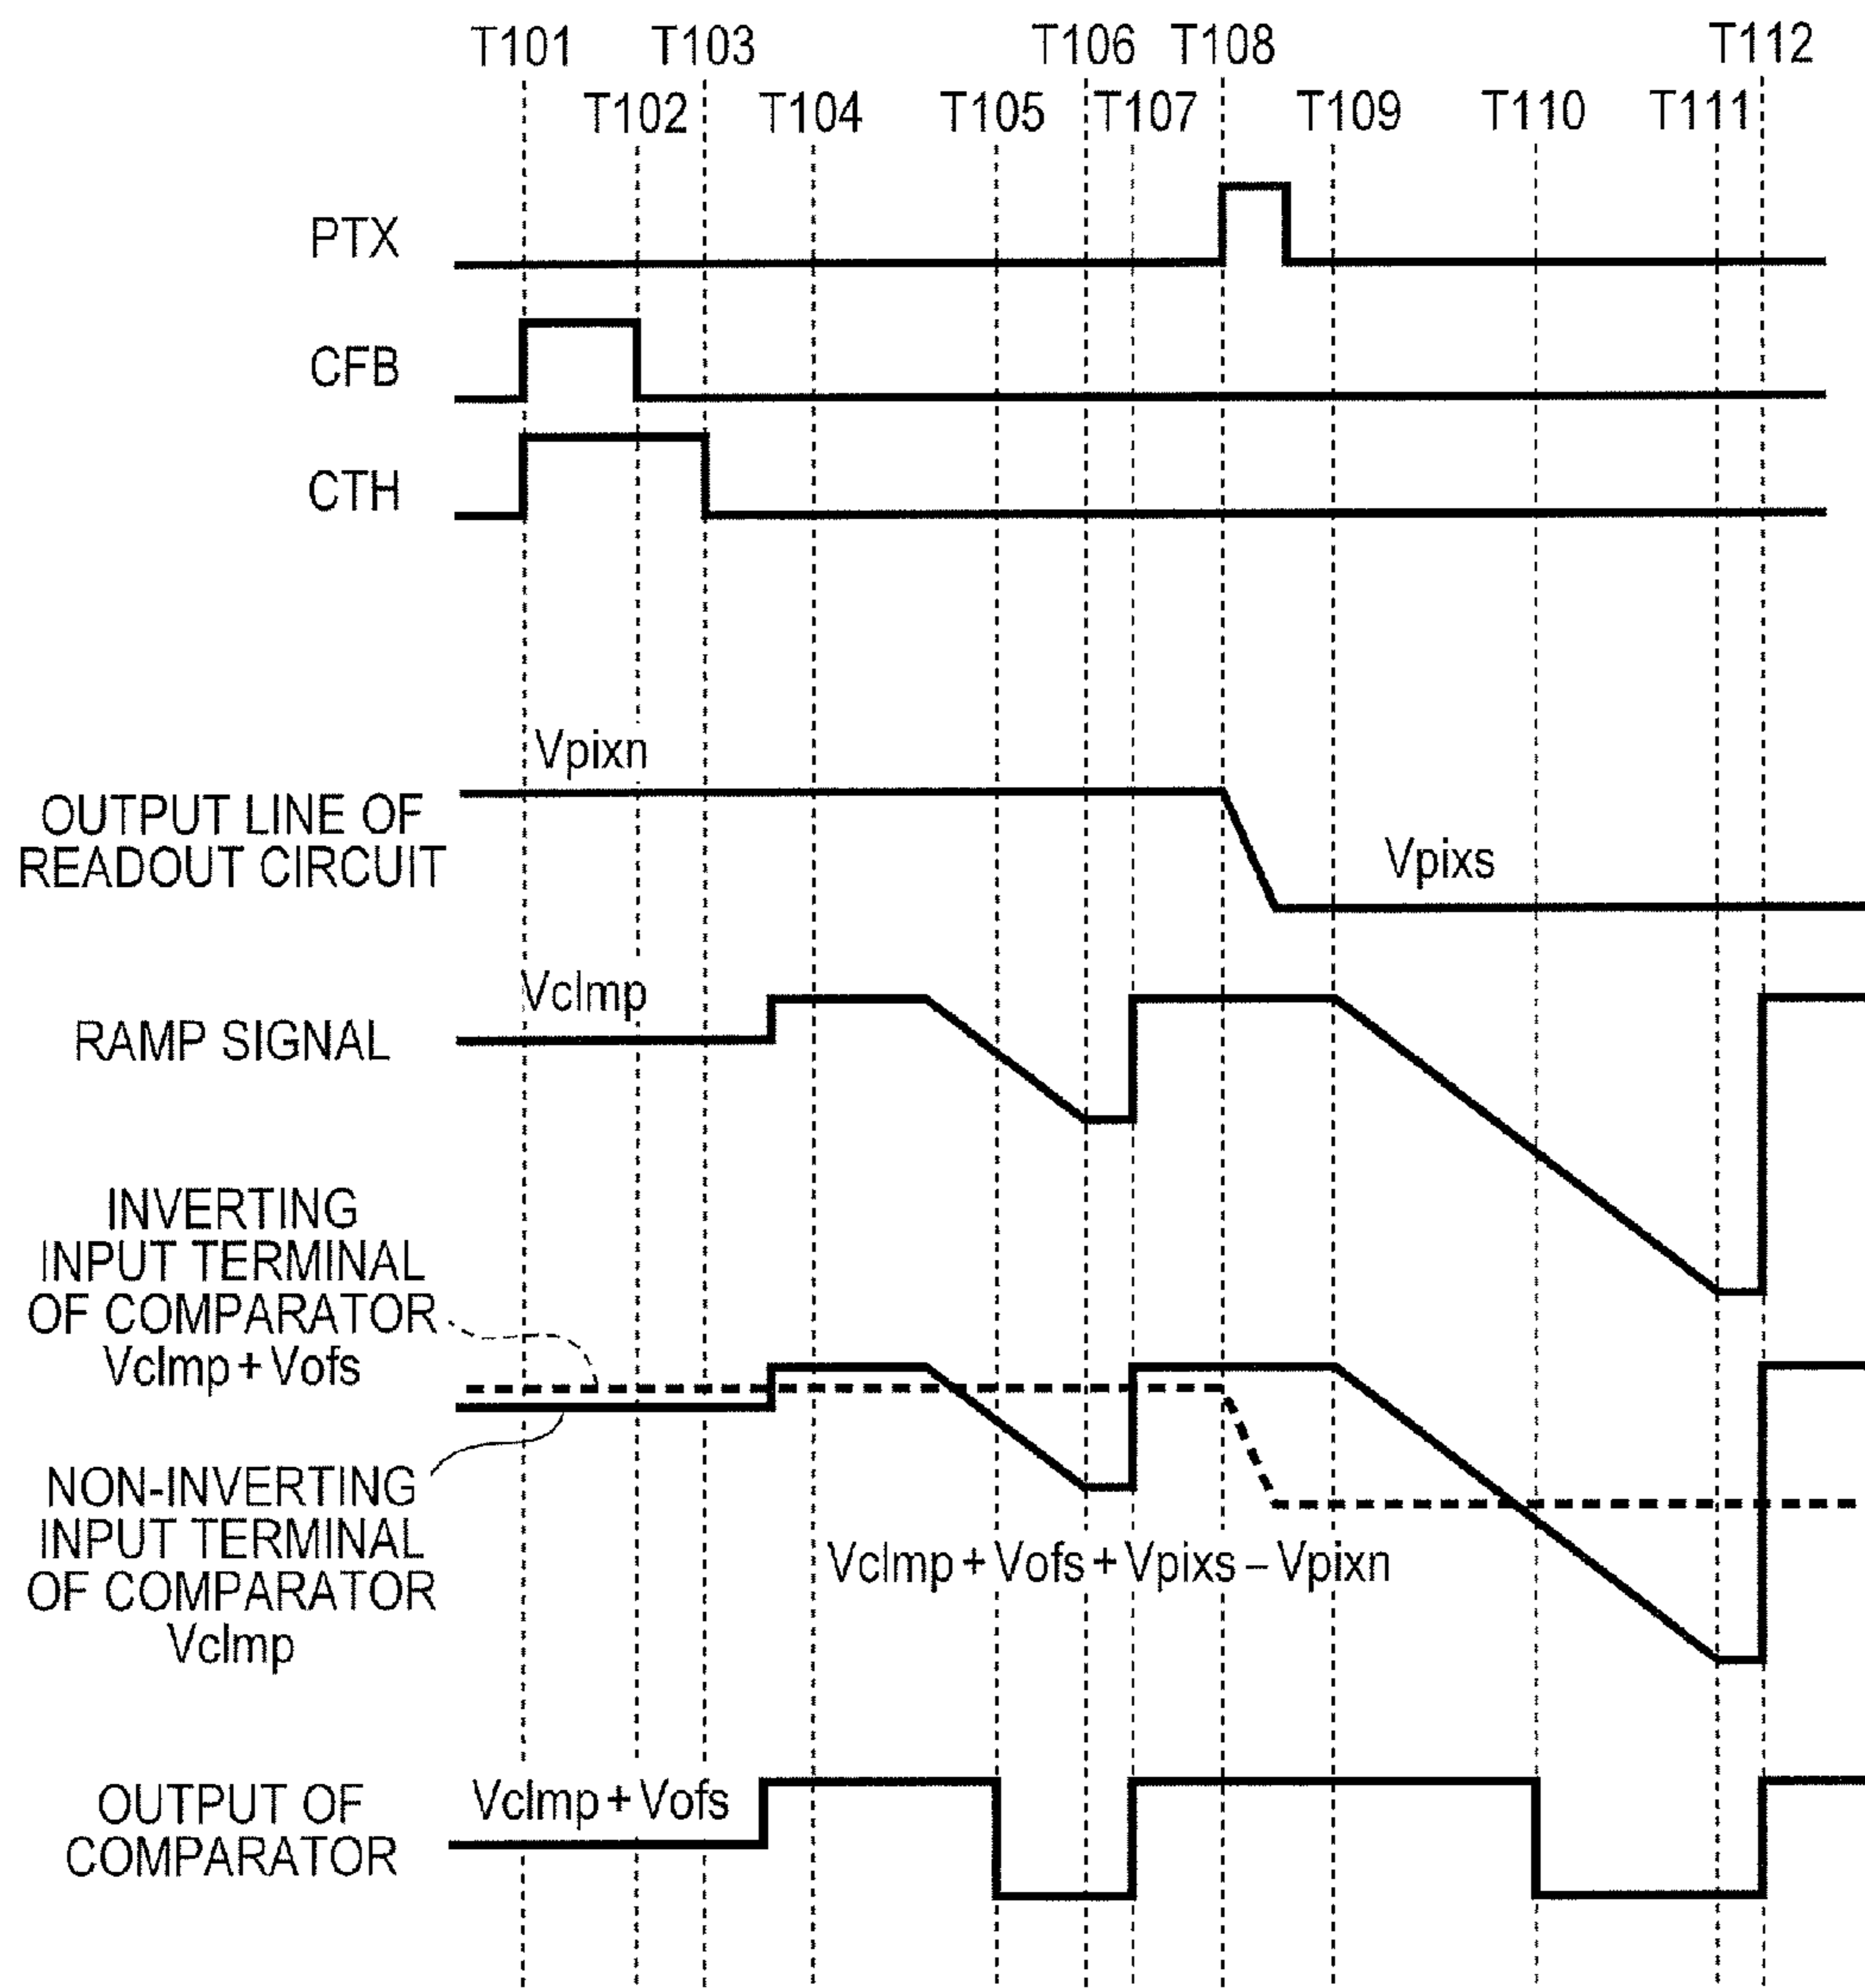 T101 T103 T106 T108 T112
T102 T104 T105 T107 T109 T110 T111
PTX
CFB
CTH
Vpixn
OUTPUT LINE OF
READOUT CIRCUIT
Vpixs
Vclmp
RAMP SIGNAL
INVERTING
INPUT TERMINAL
OF COMPARATOR
Vclmp + Vofs
NON-INVERTING
INPUT TERMINAL
OF COMPARATOR
Vclmp
Vclmp + Vofs + Vpixs – Vpixn
OUTPUT OF
COMPARATOR
Vclmp + Vofs